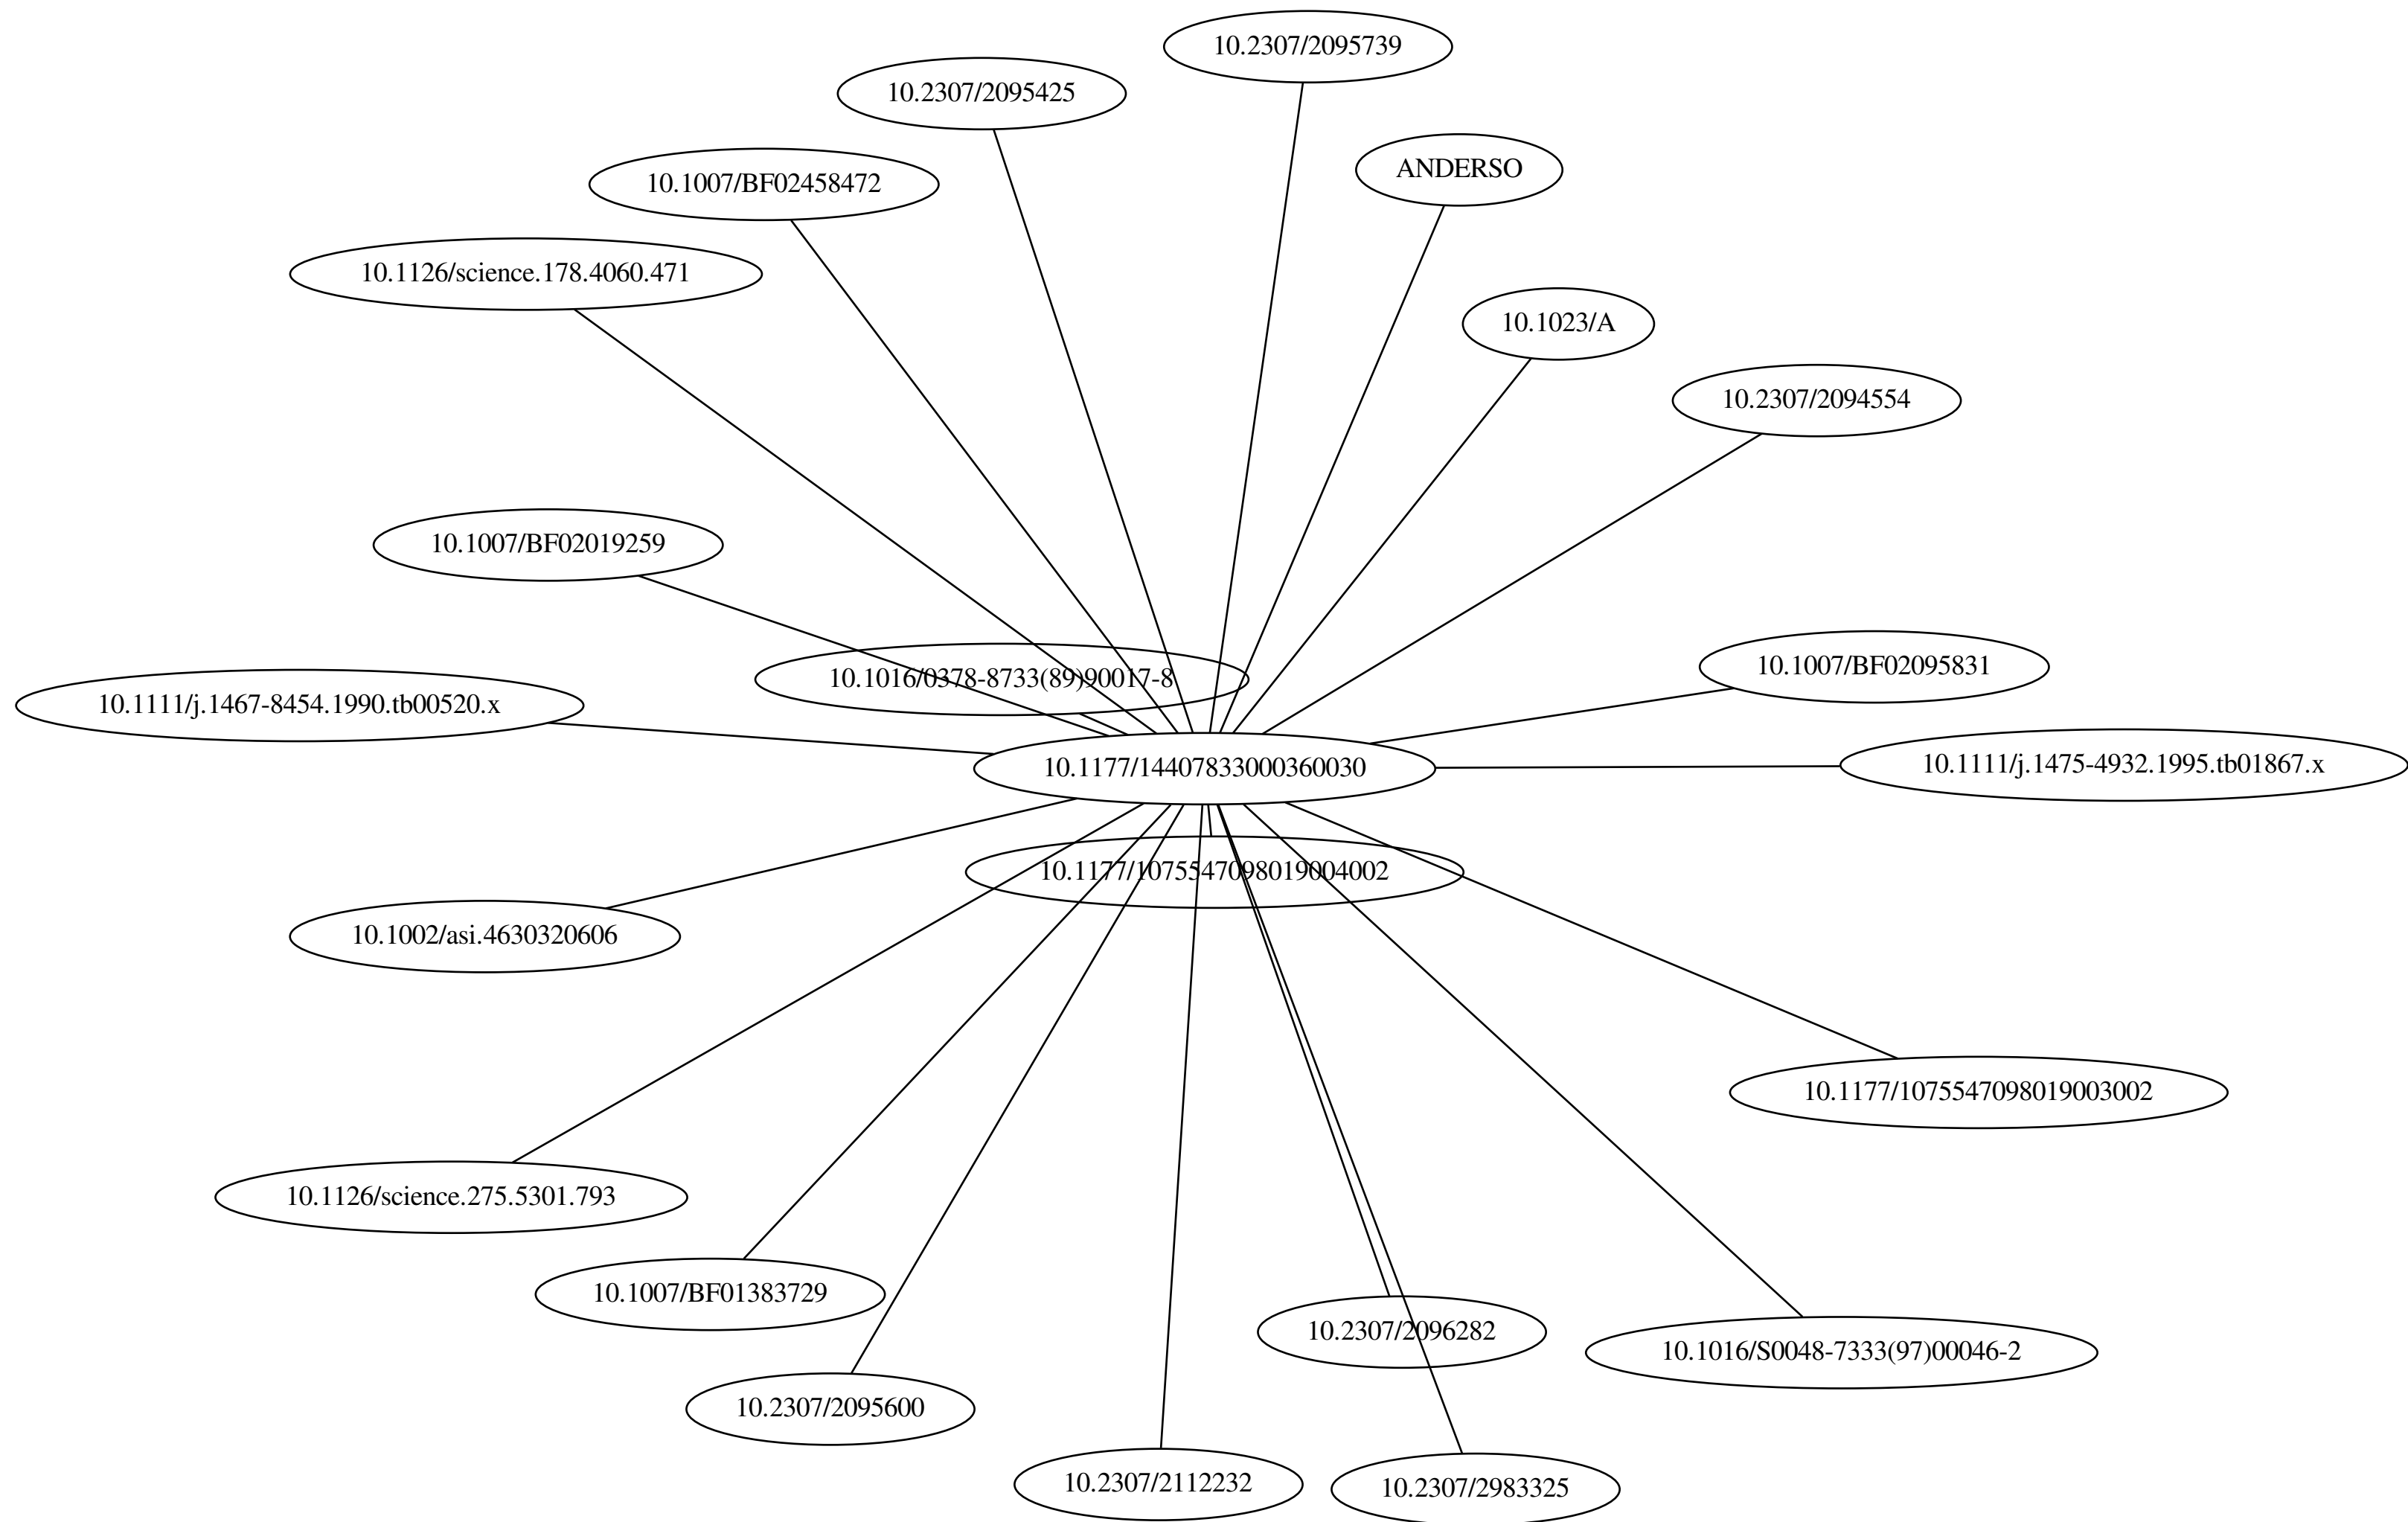 10.2307/2095739
10.2307/2095425
ANDERSO
10.1007/BF02458472
10.1126/science.178.4060.471
10.1023/A
10.2307/2094554
10.1007/BF02019259
10.1007/BF02095831
10.1016/0378-8733(89)90017-8
10.1111/j.1467-8454.1990.tb00520.x
10.1111/j.1475-4932.1995.tb01867.x
10.1177/14407833000360030
10.1177/1075547098019004002
10.1002/asi.4630320606
10.1177/1075547098019003002
10.1126/science.275.5301.793
10.1007/BF01383729
10.2307/2096282
10.1016/S0048-7333(97)00046-2
10.2307/2095600
10.2307/2112232
10.2307/2983325